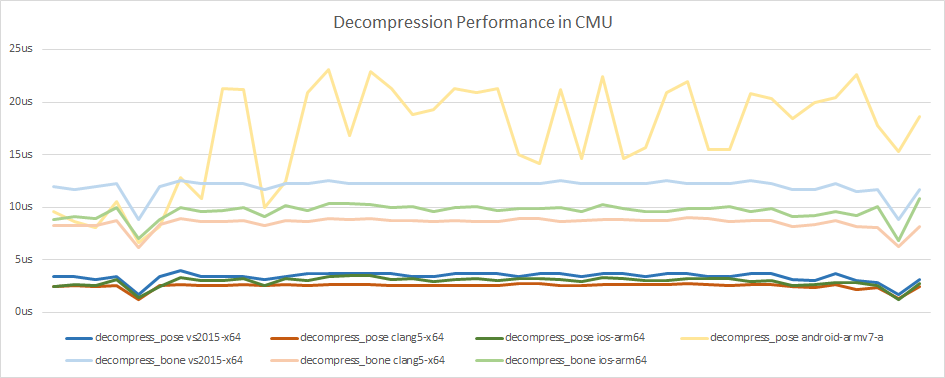 Decompression Performance in CMU
25us
20us
15us
10us
5us
0us
decompress_pose vs2015-x64 decompress_pose clang5-x64 decompress_pose ios-arm64 decompress_pose android-armv7-a
decompress_bone vs2015-x64 decompress_bone clang5-x64 decompress_bone ios-arm64